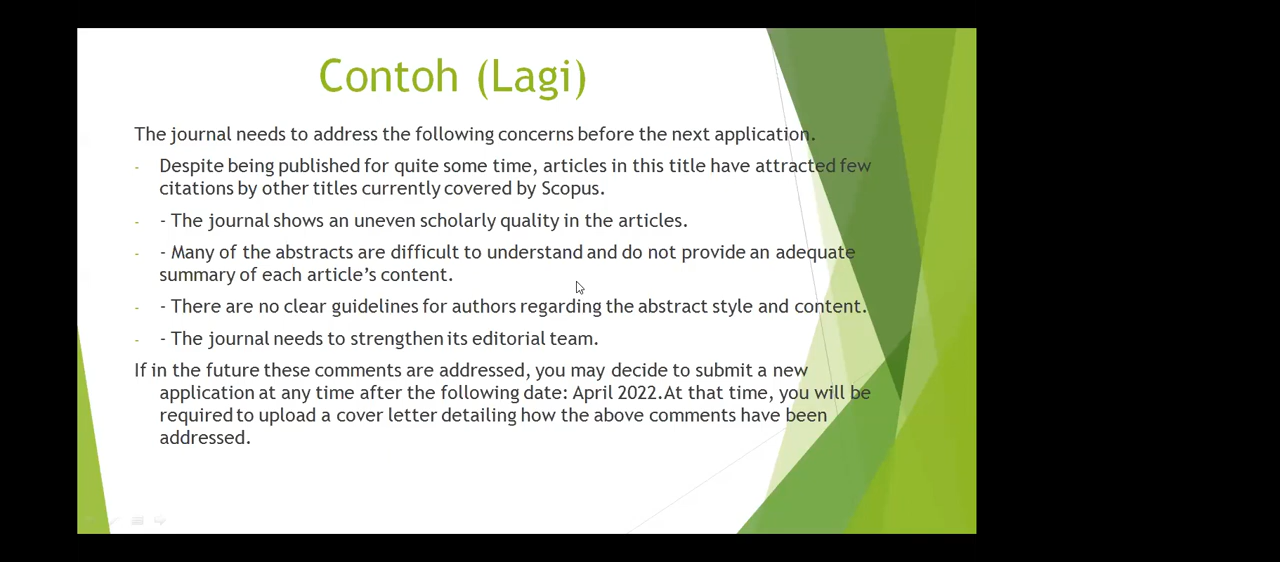 Contoh (Lagi)
The journal needs to address the following concerns before the next application.
- Despite being published for quite some time, articles in this title have attracted few
citations by other titles currently covered by Scopus.
- - The journal shows an uneven scholarly quality in the articles.
- - Many of the abstracts are difficult to understand and do not provide an adequate
summary of each article's content.
- - There are no clear guidelines for authors regarding the abstract style and content.
- - The journal needs to strengthen its editorial team.
If in the future these comments are addressed, you may decide to submit a new
application at any time after the following date: April 2022.At that time, you will be
required to upload a cover letter detailing how the above comments have been
addressed.